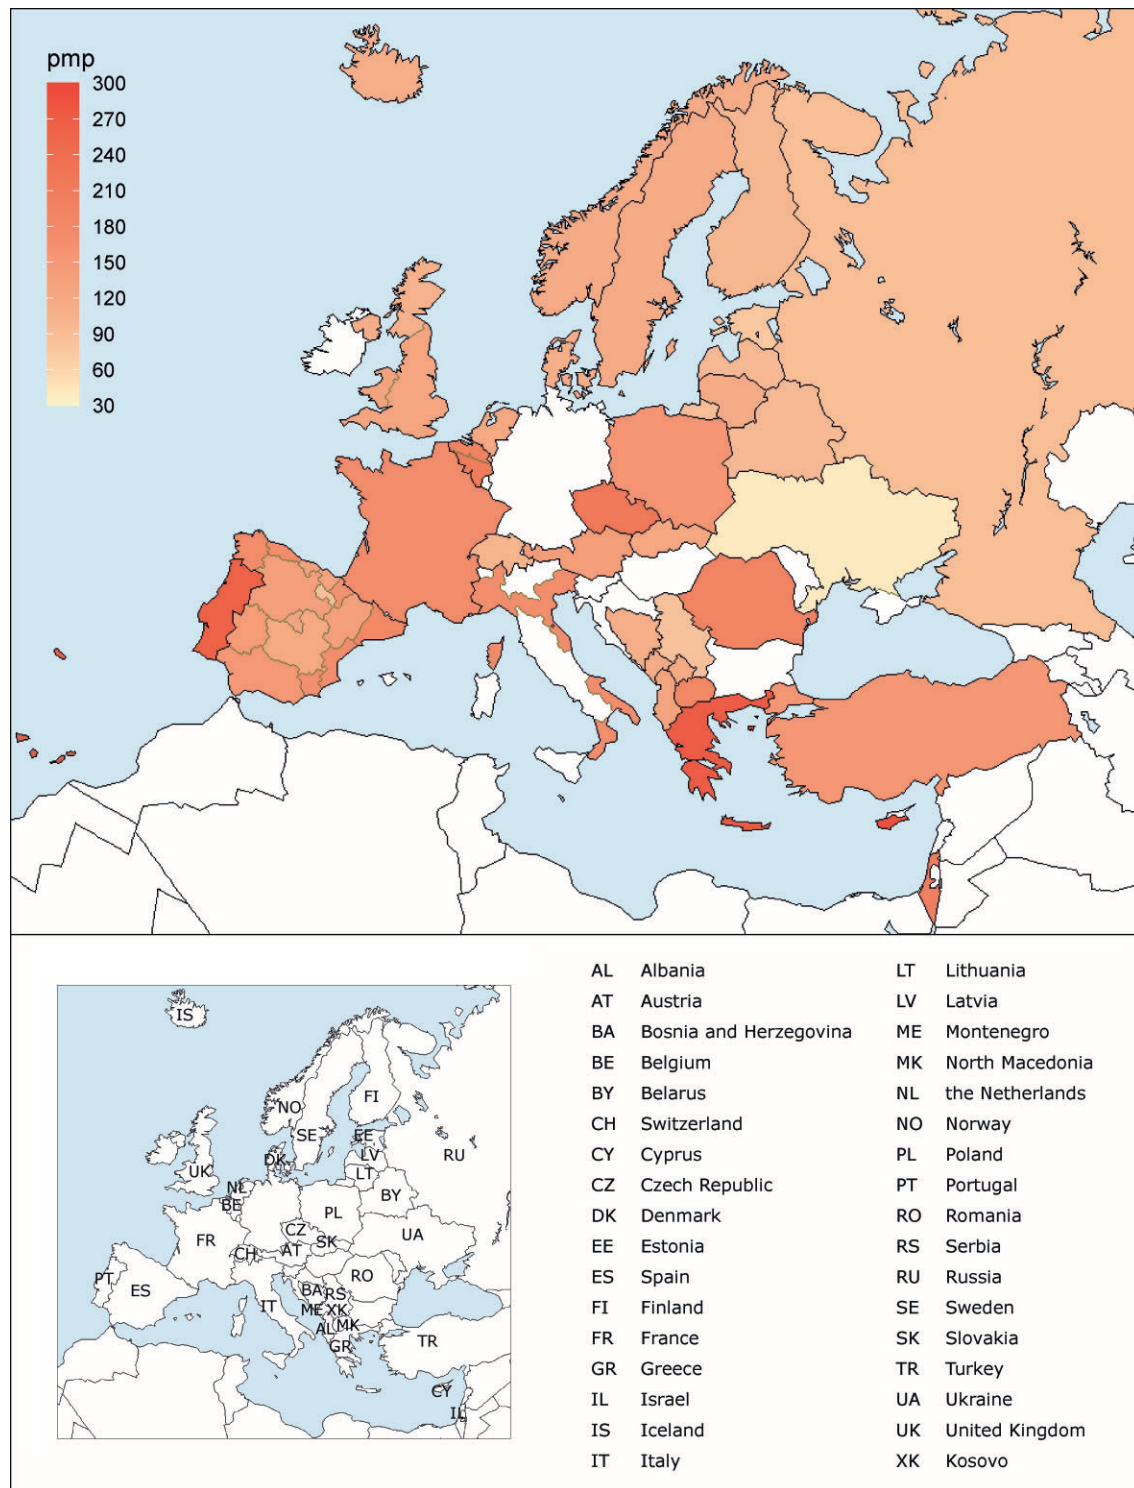 pmp
300
270
240
210
180
150
120
90
60
30
IS
NO
FI
SE
EE
RU
LV
DK
LT
UK
NL
BY
BE
PL
CZ
UA
FR
SK
CH
AT
RO
PT
ES
BA
RS
IT
ME
XK
AL
MK
GR
TR
CY
IL
AL Albania
AT Austria
BA Bosnia and Herzegovina
BE Belgium
BY Belarus
CH Switzerland
CY Cyprus
CZ Czech Republic
DK Denmark
EE Estonia
ES Spain
FI Finland
FR France
GR Greece
IL Israel
IS Iceland
IT Italy
LT Lithuania
LV Latvia
ME Montenegro
MK North Macedonia
NL the Netherlands
NO Norway
PL Poland
PT Portugal
RO Romania
RS Serbia
RU Russia
SE Sweden
SK Slovakia
TR Turkey
UA Ukraine
UK United Kingdom
XK Kosovo